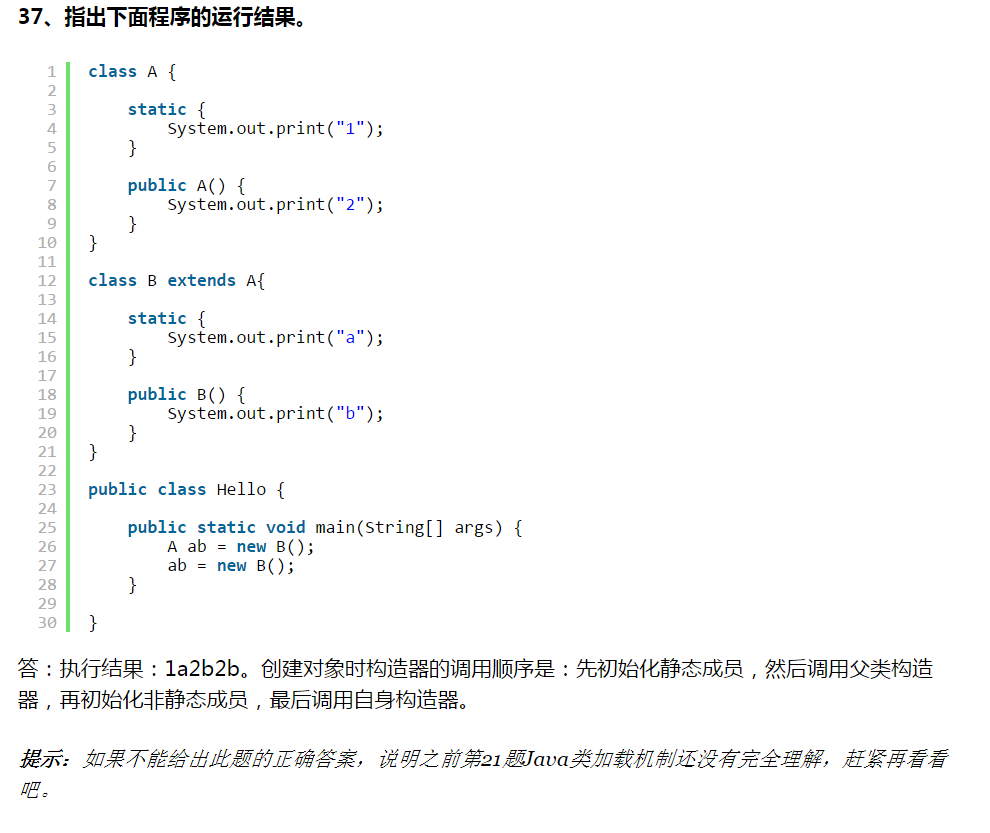 37、指出下面程序的运行结果。
1 class A {
2
3     static {
4         System.out.print("1");
5     }
6
7     public A() {
8         System.out.print("2");
9     }
10 }
11
12 class B extends A{
13
14     static {
15         System.out.print("a");
16     }
17
18     public B() {
19         System.out.print("b");
20     }
21 }
22
23 public class Hello {
24
25     public static void main(String[] args) {
26         A ab = new B();
27         ab = new B();
28     }
29
30 }
答：执行结果：1a2b2b。创建对象时构造器的调用顺序是：先初始化静态成员，然后调用父类构造
器，再初始化非静态成员，最后调用自身构造器。
提示：如果不能给出此题的正确答案，说明之前第21题Java类加载机制还没有完全理解，赶紧再看看
吧。